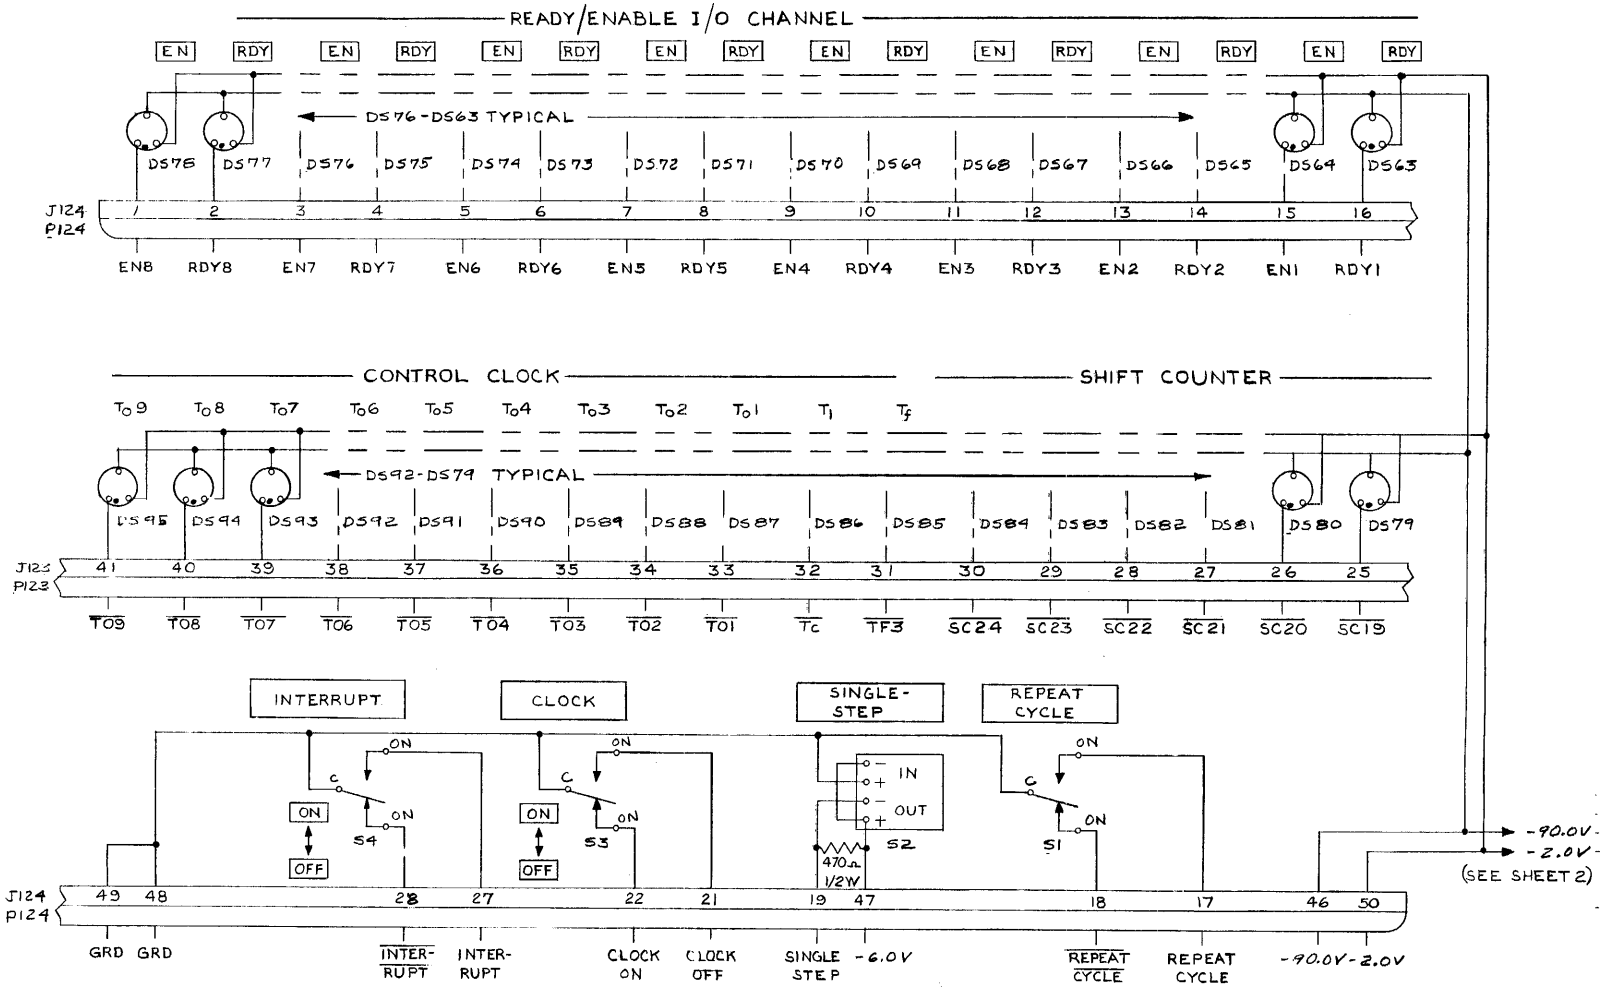 READY/ENABLE I/O CHANNEL
EN RDY EN RDY EN RDY EN RDY EN RDY EN RDY EN RDY EN RDY
DS76-DS63 TYPICAL
DS78 DS77 DS76 DS75 DS74 DS73 DS72 DS71 DS70 DS69 DS68 DS67 DS66 DS65 DS64 DS63
J124 1 2 3 4 5 6 7 8 9 10 11 12 13 14 15 16
P124
EN8 RDY8 EN7 RDY7 EN6 RDY6 EN5 RDY5 EN4 RDY4 EN3 RDY3 EN2 RDY2 EN1 RDY1
CONTROL CLOCK SHIFT COUNTER
T09 T08 T07 T06 T05 T04 T03 T02 T01 T1 Tf
DS92-DS79 TYPICAL
DS95 DS94 DS93 DS92 DS91 DS90 DS89 DS88 DS87 DS86 DS85 DS84 DS83 DS82 DS81 DS80 DS79
J123 41 40 39 38 37 36 35 34 33 32 31 30 29 28 27 26 25
P123
T09 T08 T07 T06 T05 T04 T03 T02 T01 Tc TF3 SC24 SC23 SC22 SC21 SC20 SC19
INTERRUPT CLOCK SINGLE- REPEAT
STEP CYCLE
ON ON ON
C C - IN C
+
ON ON ON ON - OUT ON
+
S4 S3 S2 S1
OFF OFF 470Ω
1/2W
-90.0V
-2.0V
(SEE SHEET 2)
J124 49 48 28 27 22 21 19 47 18 17 46 50
P124
GRD GRD INTER- INTER- CLOCK CLOCK SINGLE -6.0V REPEAT REPEAT -90.0V -2.0V
RUPT RUPT ON OFF STEP CYCLE CYCLE